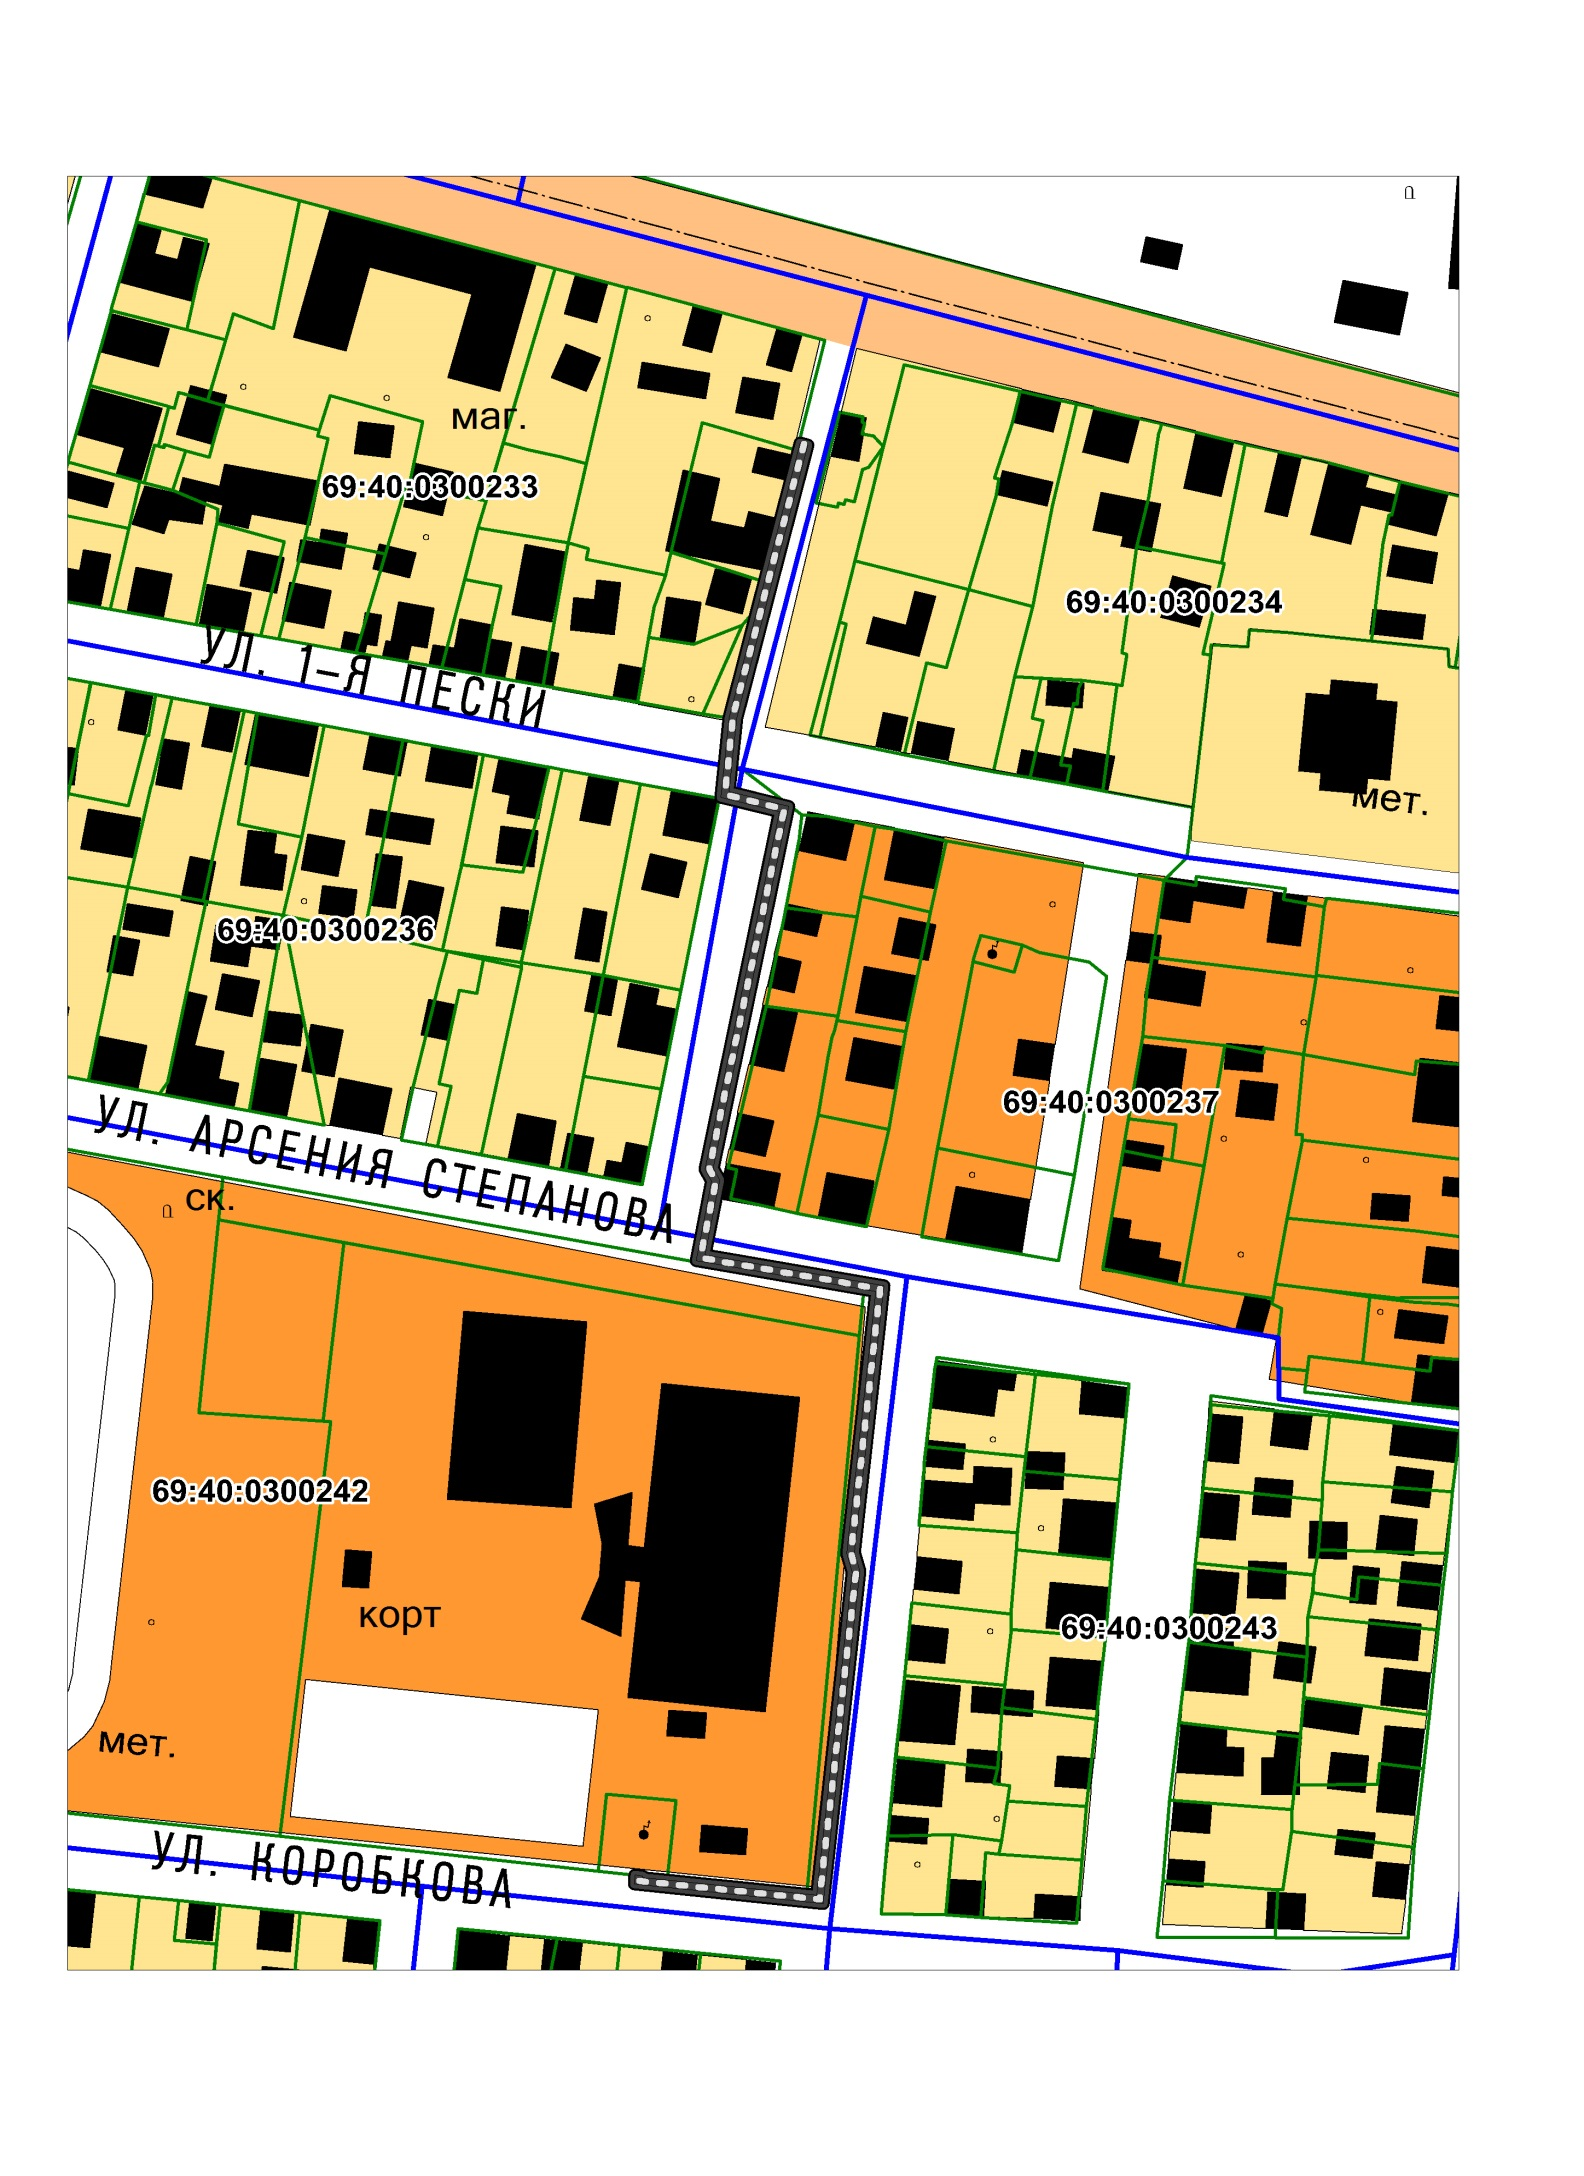 маг.
69:40:0300233
69:40:0300234
УЛ. 1-Я ПЕСКИ
мет.
69:40:0300236
69:40:0300237
УЛ. АРСЕНИЯ СТЕПАНОВА
ск.
69:40:0300242
корт
69:40:0300243
мет.
УЛ. КОРОБКОВА